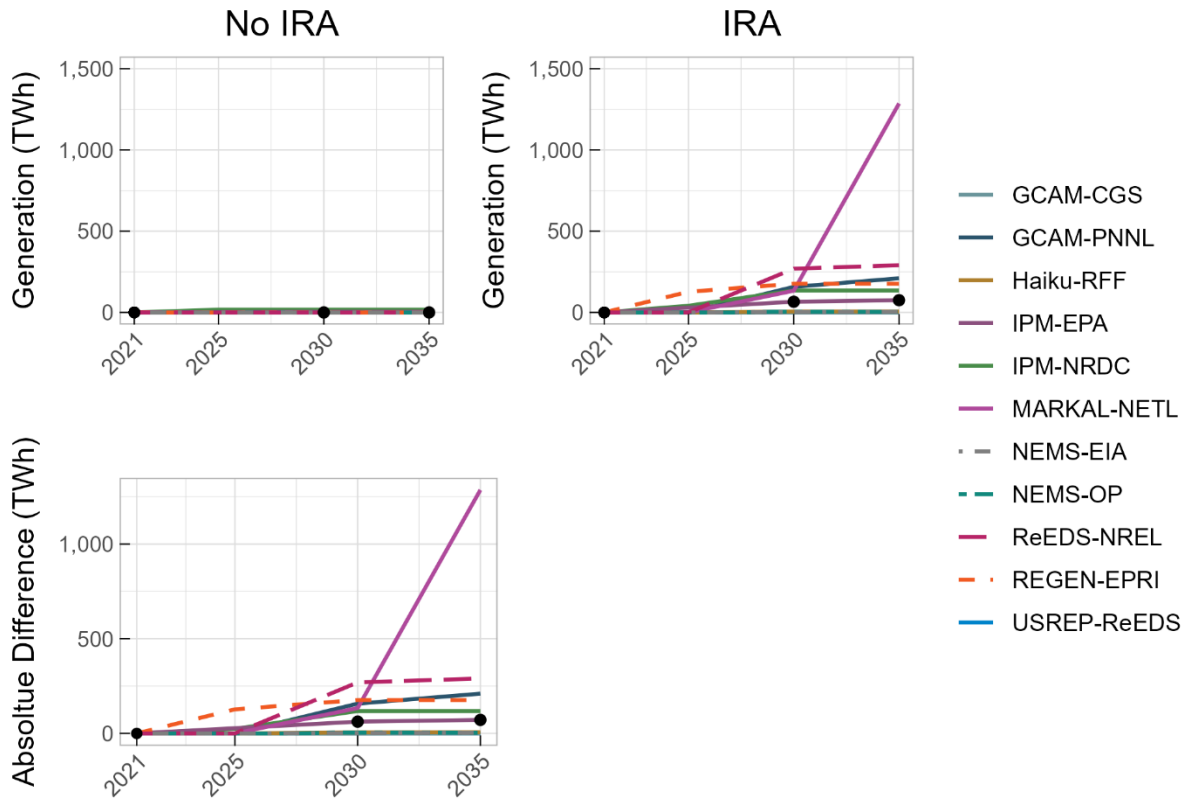 No IRA
IRA
Generation (TWh)
1,500
1,000
500
0
2021
2025
2030
2035
Generation (TWh)
1,500
1,000
500
0
2021
2025
2030
2035
Absoltue Difference (TWh)
1,000
500
0
2021
2025
2030
2035
GCAM-CGS
GCAM-PNNL
Haiku-RFF
IPM-EPA
IPM-NRDC
MARKAL-NETL
NEMS-EIA
NEMS-OP
ReEDS-NREL
REGEN-EPRI
USREP-ReEDS